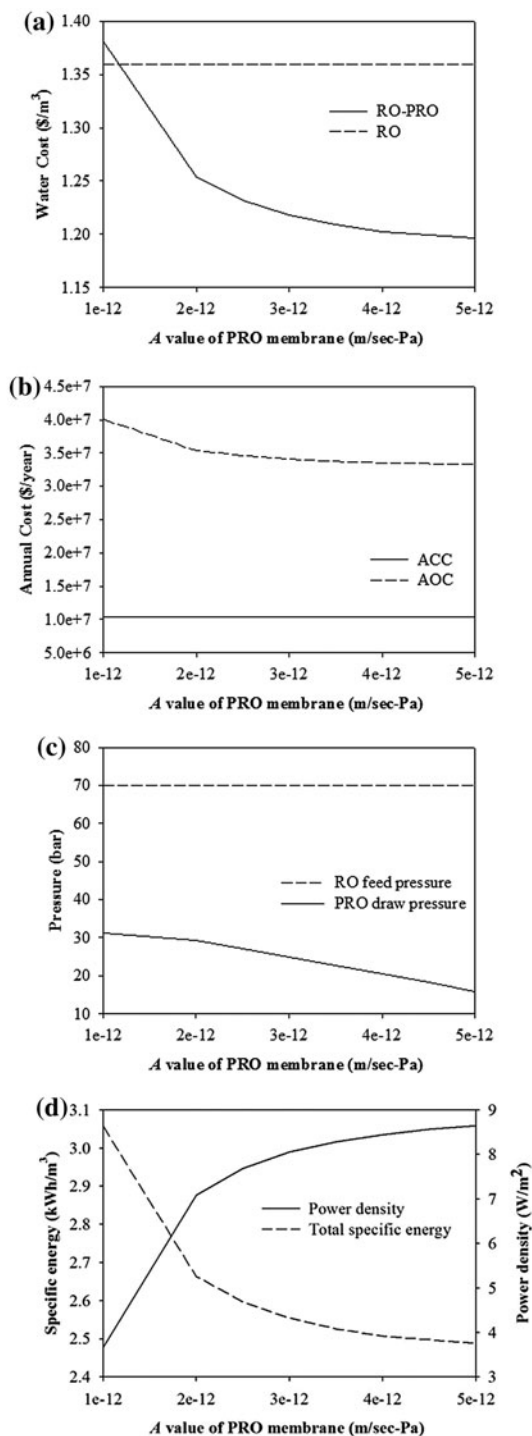 (a)
1.40
1.35
1.30
1.25
1.20
1.15
Water Cost ($/m³)
RO-PRO
RO
1e-12 2e-12 3e-12 4e-12 5e-12
A value of PRO membrane (m/sec-Pa)
(b)
4.5e+7
4.0e+7
3.5e+7
3.0e+7
2.5e+7
2.0e+7
1.5e+7
1.0e+7
5.0e+6
Annual Cost ($/year)
ACC
AOC
1e-12 2e-12 3e-12 4e-12 5e-12
A value of PRO membrane (m/sec-Pa)
(c)
80
70
60
50
40
30
20
10
Pressure (bar)
RO feed pressure
PRO draw pressure
1e-12 2e-12 3e-12 4e-12 5e-12
A value of PRO membrane (m/sec-Pa)
(d)
3.1
3.0
2.9
2.8
2.7
2.6
2.5
2.4
Specific energy (kWh/m³)
Power density
Total specific energy
9
8
7
6
5
4
3
Power density (W/m²)
1e-12 2e-12 3e-12 4e-12 5e-12
A value of PRO membrane (m/sec-Pa)